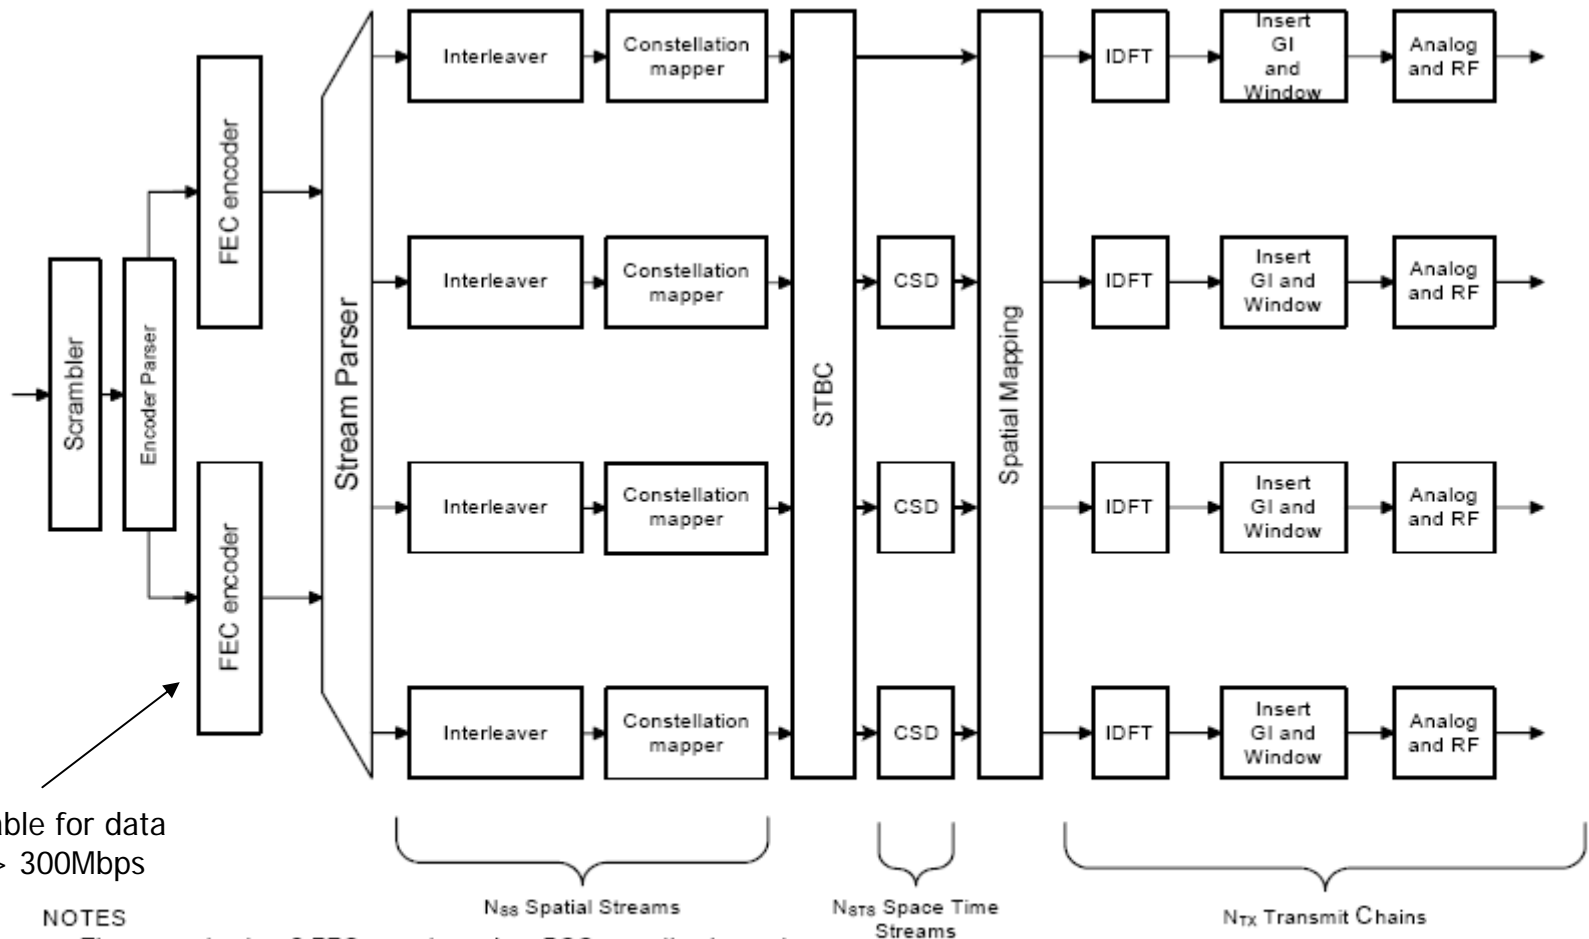 Scrambler
Encoder Parser
FEC encoder
FEC encoder
Stream Parser
Interleaver
Constellation
mapper
Interleaver
Constellation
mapper
Interleaver
Constellation
mapper
Interleaver
Constellation
mapper
STBC
CSD
CSD
CSD
Spatial Mapping
IDFT
Insert
GI
and
Window
Analog
and RF
IDFT
Insert
GI and
Window
Analog
and RF
IDFT
Insert
GI and
Window
Analog
and RF
IDFT
Insert
GI and
Window
Analog
and RF
for data
> 300Mbps
NSS Spatial Streams
NSTS Space Time
Streams
NTX Transmit Chains
NOTES